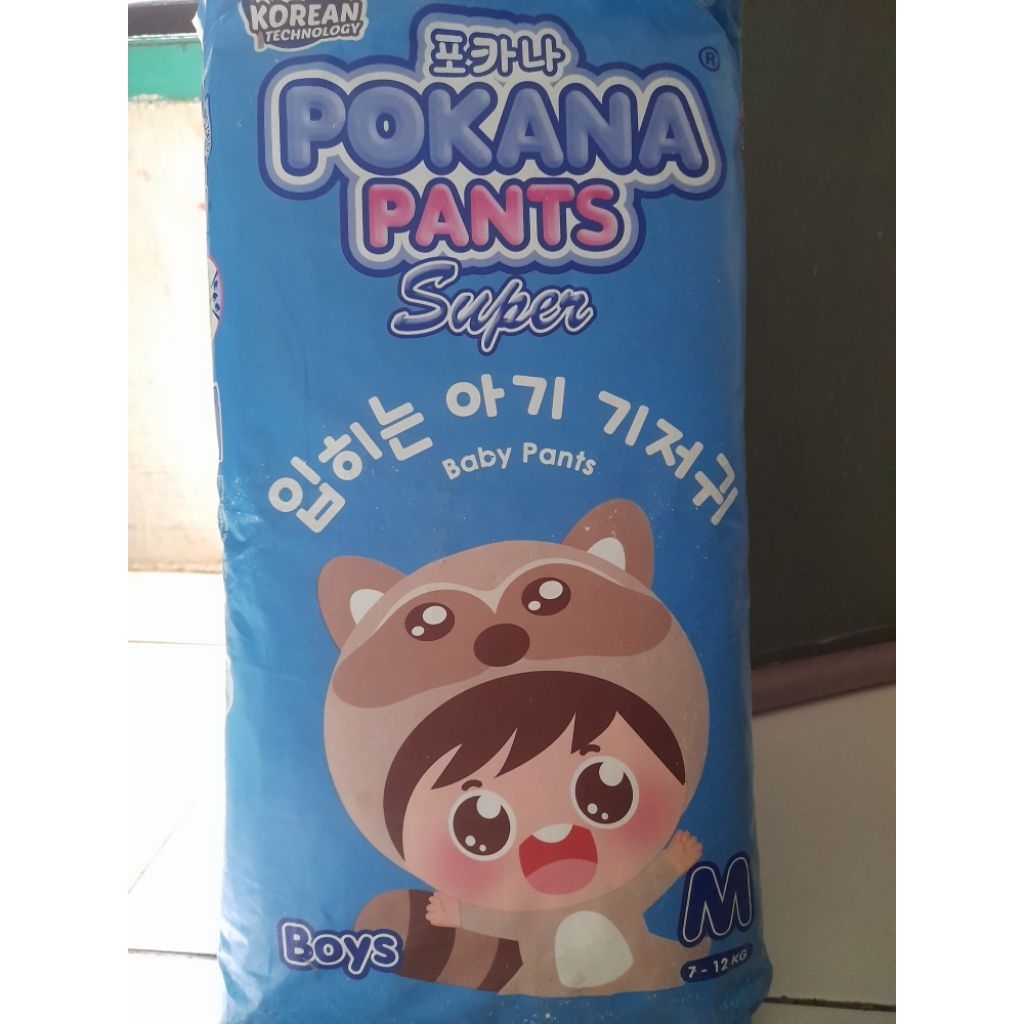 KOREAN
TECHNOLOGY
포카나
POKANA®
PANTS
Super
입히는 아기 기저귀
Baby Pants
Boys
M
7 - 12 KG